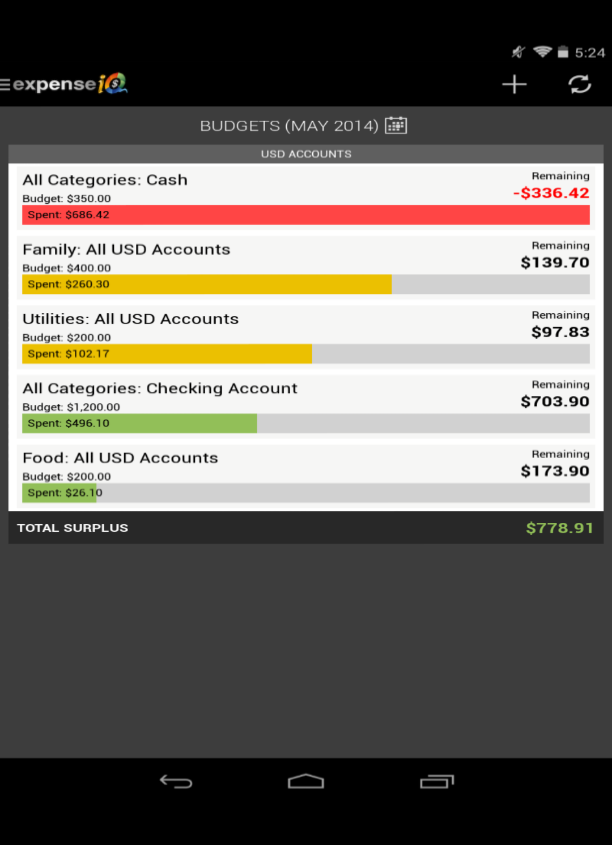 5:24
expenseiQ
BUDGETS (MAY 2014)
USD ACCOUNTS
All Categories: Cash
Remaining
Budget: $350.00
-$336.42
Spent: $686.42
Family: All USD Accounts
Remaining
Budget: $400.00
$139.70
Spent: $260.30
Utilities: All USD Accounts
Remaining
Budget: $200.00
$97.83
Spent: $102.17
All Categories: Checking Account
Remaining
Budget: $1,200.00
$703.90
Spent: $496.10
Food: All USD Accounts
Remaining
Budget: $200.00
$173.90
Spent: $26.10
TOTAL SURPLUS
$778.91